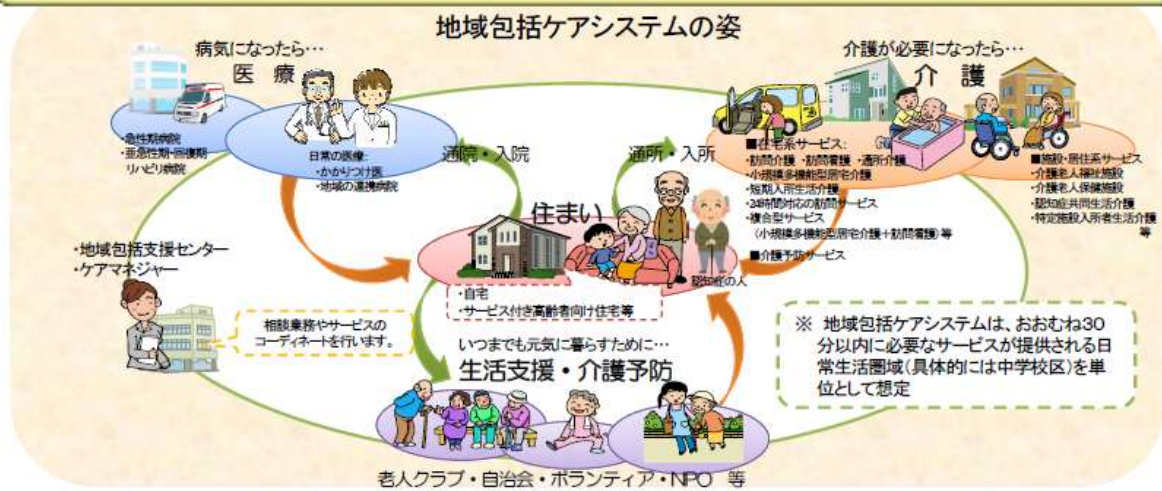 地域包括ケアシステムの姿
病気になったら…
医 療
・急性期病院
・亜急性期・回復期
リハビリ病院
日常の医療:
・かかりつけ医
・地域の連携病院
通院・入院
通所・入所
介護が必要になったら…
介 護
■在宅系サービス:
・訪問介護 ・訪問看護 ・通所介護
・小規模多機能型居宅介護
・短期入所生活介護
・24時間対応の訪問サービス
・複合型サービス
(小規模多機能型居宅介護+訪問看護)等
■介護予防サービス
■施設・居住系サービス
・介護老人福祉施設
・介護老人保健施設
・認知症共同生活介護
・特定施設入所者生活介護
等
住まい
認知症の人
・自宅
・サービス付き高齢者向け住宅等
・地域包括支援センター
・ケアマネジャー
相談業務やサービスの
コーディネートを行います。
いつまでも元気に暮らすために…
生活支援・介護予防
老人クラブ・自治会・ボランティア・NPO 等
※ 地域包括ケアシステムは、おおむね30
分以内に必要なサービスが提供される日
常生活圏域(具体的には中学校区)を単
位として想定